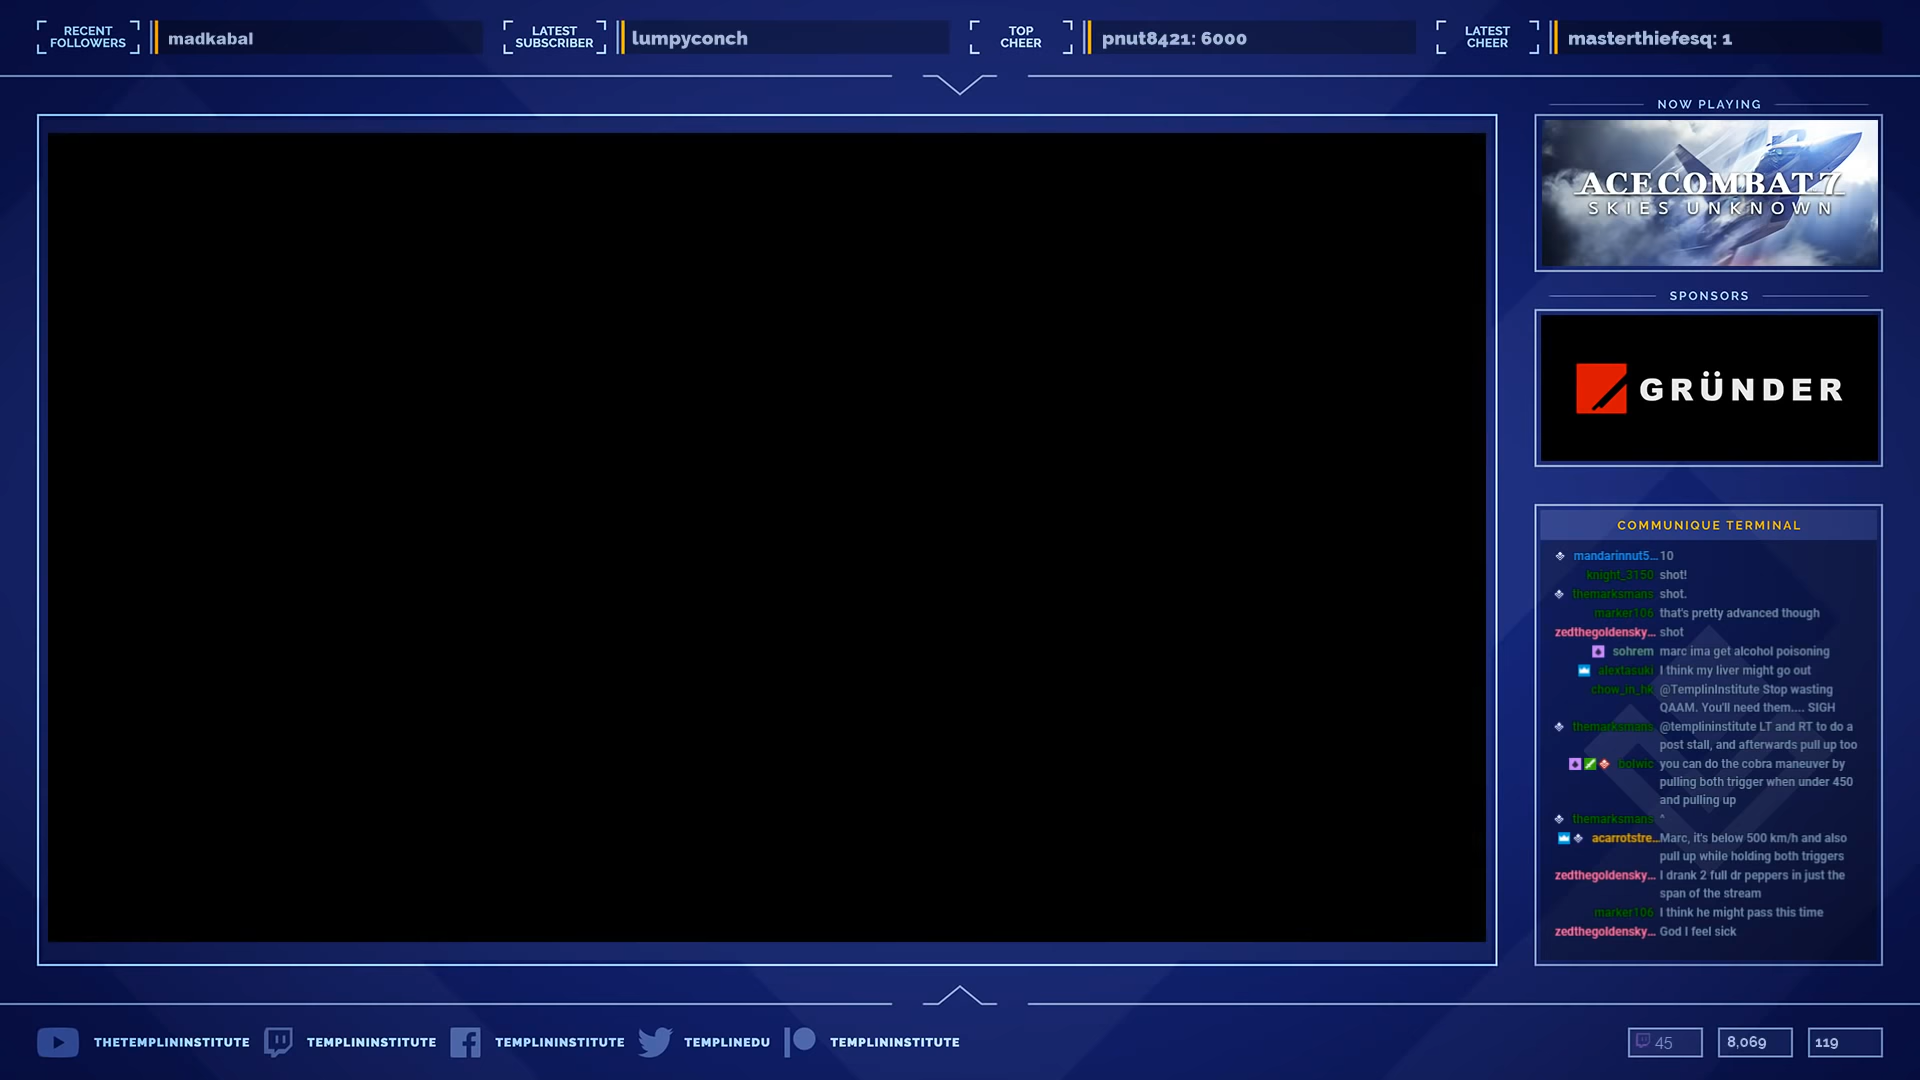 RECENT
FOLLOWERS
madkabal
LATEST
SUBSCRIBER
lumpyconch
TOP
CHEER
pnut8421: 6000
LATEST
CHEER
masterthiefesq: 1
NOW PLAYING
ACE COMBAT 7
SKIES UNKNOWN
SPONSORS
GRÜNDER
COMMUNIQUE TERMINAL
mandarinnut5... 10
knight_3150 shot!
themarksmans shot.
marker106 that's pretty advanced though
zedthegoldensky... shot
sohrem marc ima get alcohol poisoning
alextasuki I think my liver might go out
chow_in_hk @TemplinInstitute Stop wasting
QAAM. You'll need them.... SIGH
themarksmans @templininstitute LT and RT to do a
post stall, and afterwards pull up too
bolwic you can do the cobra maneuver by
pulling both trigger when under 450
and pulling up
themarksmans ^
acarrotstre... Marc, it's below 500 km/h and also
pull up while holding both triggers
zedthegoldensky... I drank 2 full dr peppers in just the
span of the stream
marker106 I think he might pass this time
zedthegoldensky... God I feel sick
THETEMPLININSTITUTE
TEMPLININSTITUTE
TEMPLININSTITUTE
TEMPLINEDU
TEMPLININSTITUTE
45
8,069
119